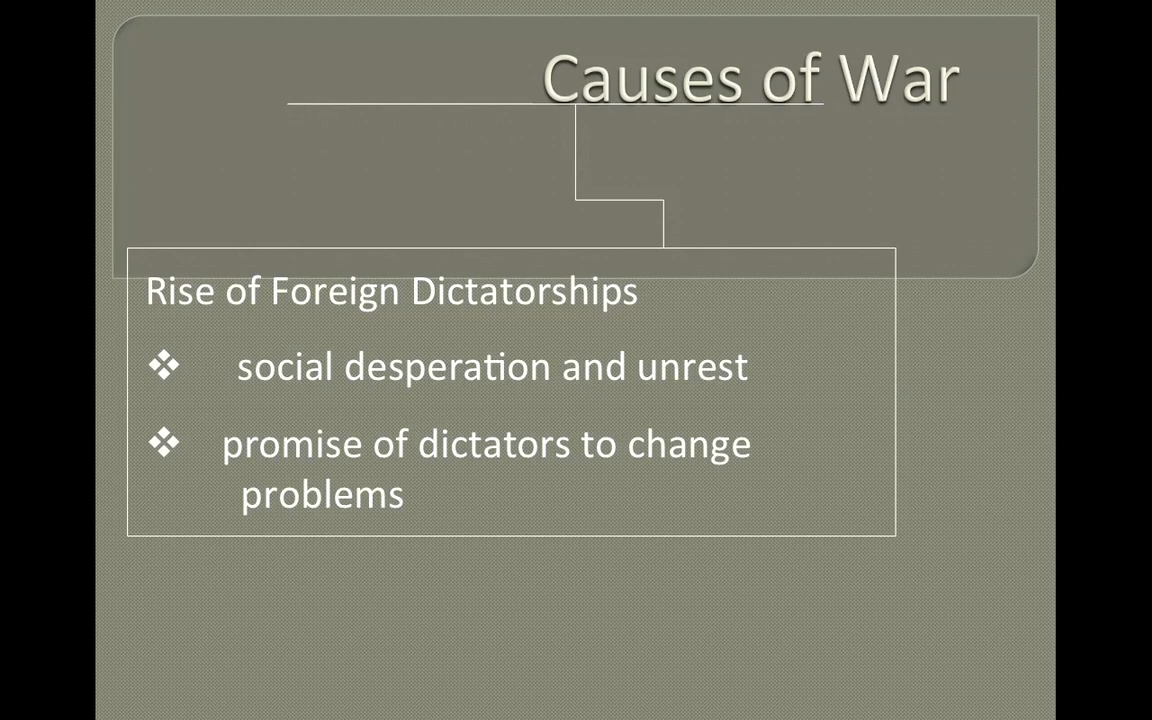 Causes of War
Rise of Foreign Dictatorships
❖ social desperation and unrest
❖ promise of dictators to change
problems